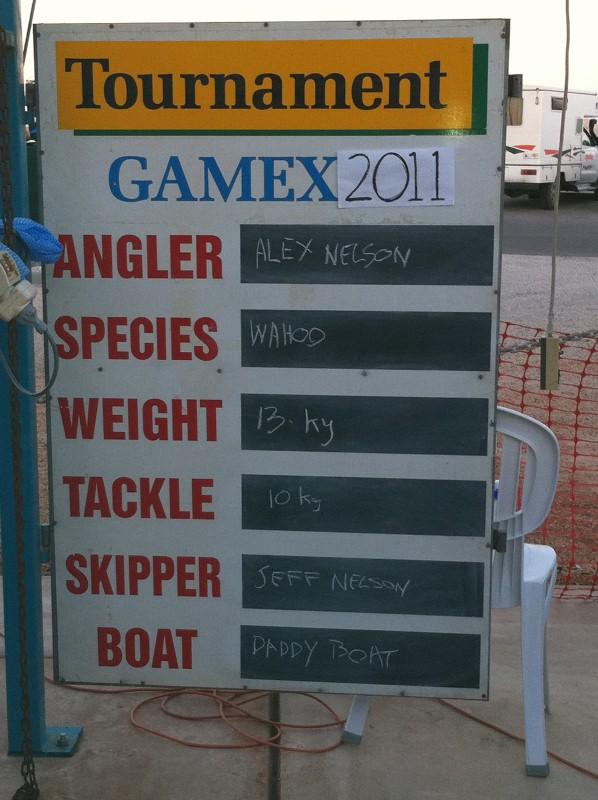 Tournament
GAMEX 2011
ANGLER ALEX NELSON
SPECIES WAHOO
WEIGHT 13. kg
TACKLE 10 kg
SKIPPER JEFF NELSON
BOAT DADDY BOAT